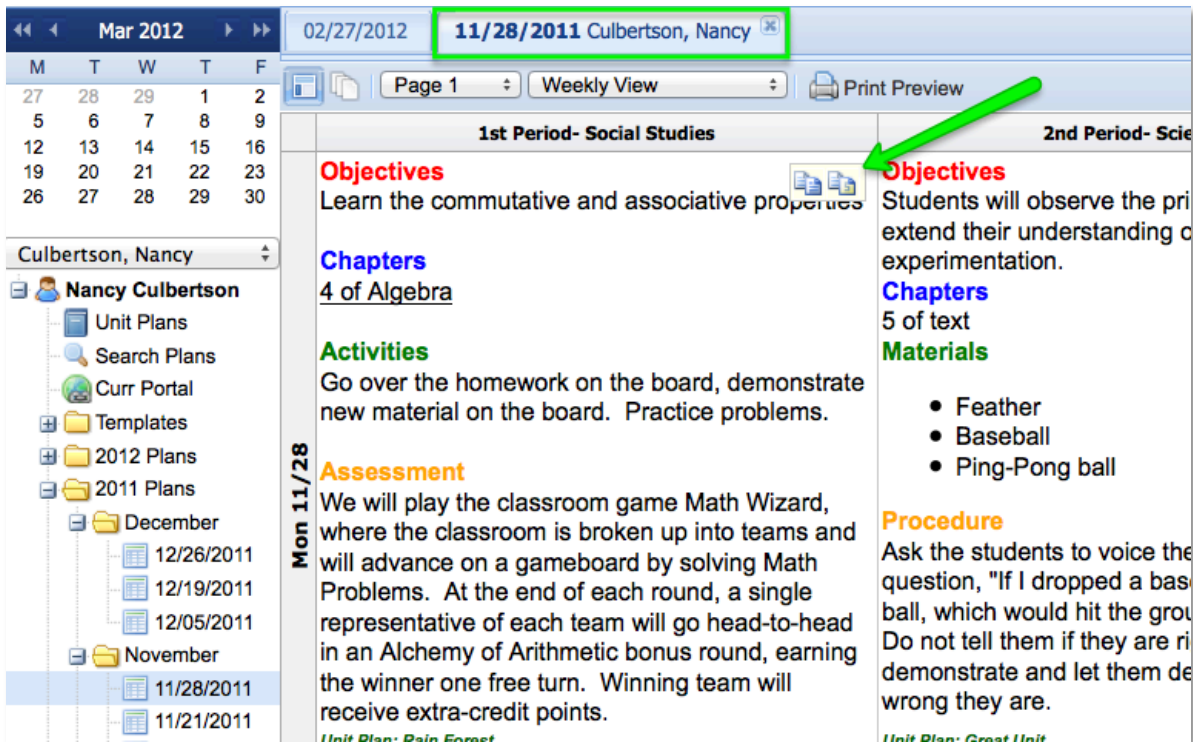 Mar 2012
M T W T F
27 28 29 1 2
5 6 7 8 9
12 13 14 15 16
19 20 21 22 23
26 27 28 29 30
Culbertson, Nancy
Nancy Culbertson
Unit Plans
Search Plans
Curr Portal
Templates
2012 Plans
2011 Plans
December
12/26/2011
12/19/2011
12/05/2011
November
11/28/2011
11/21/2011
02/27/2012
11/28/2011 Culbertson, Nancy
Page 1
Weekly View
Print Preview
1st Period- Social Studies
2nd Period- Scie
Mon 11/28
Objectives
Learn the commutative and associative properties
Chapters
4 of Algebra
Activities
Go over the homework on the board, demonstrate
new material on the board. Practice problems.
Assessment
We will play the classroom game Math Wizard,
where the classroom is broken up into teams and
will advance on a gameboard by solving Math
Problems. At the end of each round, a single
representative of each team will go head-to-head
in an Alchemy of Arithmetic bonus round, earning
the winner one free turn. Winning team will
receive extra-credit points.
Unit Plan: Rain Forest
Objectives
Students will observe the pri
extend their understanding o
experimentation.
Chapters
5 of text
Materials
Feather
Baseball
Ping-Pong ball
Procedure
Ask the students to voice the
question, "If I dropped a bas
ball, which would hit the grou
Do not tell them if they are ri
demonstrate and let them de
wrong they are.
Unit Plan: Great Unit